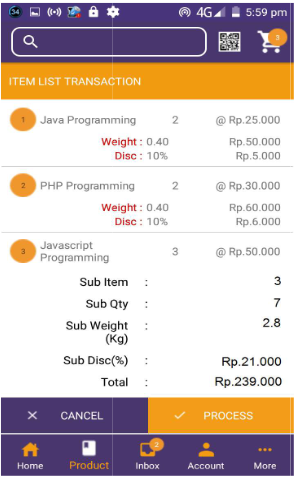 34 4G 5:59 pm
3
ITEM LIST TRANSACTION
1 Java Programming 2 @ Rp.25.000
Weight : 0.40 Rp.50.000
Disc : 10% Rp.5.000
2 PHP Programming 2 @ Rp.30.000
Weight : 0.40 Rp.60.000
Disc : 10% Rp.6.000
3 Javascript Programming 3 @ Rp.50.000
Sub Item : 3
Sub Qty : 7
Sub Weight (Kg) : 2.8
Sub Disc(%) : Rp.21.000
Total : Rp.239.000
CANCEL PROCESS
2
Home Product Inbox Account More